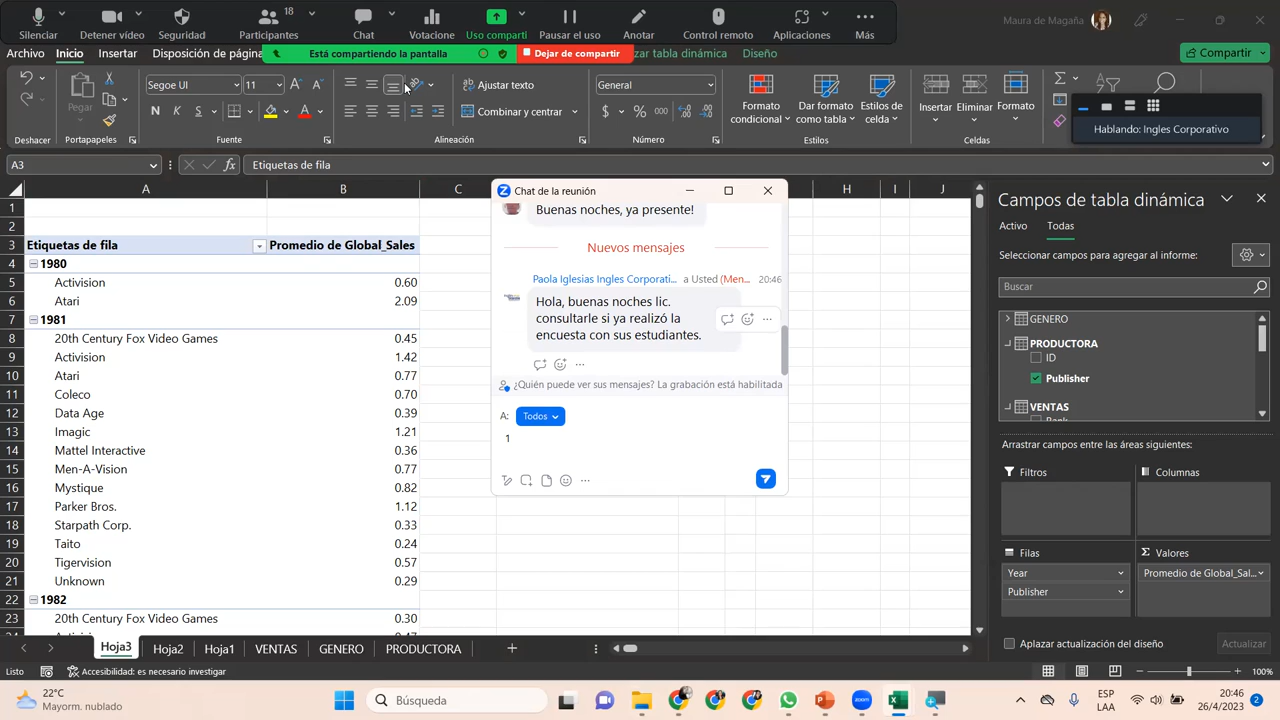 Silenciar
Detener vídeo
Seguridad
Participantes
18
Chat
Votacione
Uso comparti
Pausar el uso
Anotar
Control remoto
Aplicaciones
Más
Maura de Magaña
Archivo
Inicio
Insertar
Disposición de págin
Está compartiendo la pantalla
Dejar de compartir
zar tabla dinámica
Diseño
Compartir
Pegar
Segoe UI
11
N K S
Ajustar texto
Combinar y centrar
General
Formato condicional
Dar formato como tabla
Estilos de celda
Insertar
Eliminar
Formato
Hablando: Ingles Corporativo
Deshacer
Portapapeles
Fuente
Alineación
Número
Celdas
A3
Etiquetas de fila
A B C H I J
1
2
3 Etiquetas de fila Promedio de Global_Sales
4 1980
5 Activision 0.60
6 Atari 2.09
7 1981
8 20th Century Fox Video Games 0.45
9 Activision 1.42
10 Atari 0.77
11 Coleco 0.70
12 Data Age 0.39
13 Imagic 1.21
14 Mattel Interactive 0.36
15 Men-A-Vision 0.77
16 Mystique 0.82
17 Parker Bros. 1.12
18 Starpath Corp. 0.33
19 Taito 0.24
20 Tigervision 0.57
21 Unknown 0.29
22 1982
23 20th Century Fox Video Games 0.30
Chat de la reunión
Buenas noches, ya presente!
Nuevos mensajes
Paola Iglesias Ingles Corporati... a Usted (Men... 20:46
Hola, buenas noches lic.
consultarle si ya realizó la
encuesta con sus estudiantes.
¿Quién puede ver sus mensajes? La grabación está habilitada
A: Todos
1
Campos de tabla dinámica
Activo
Todas
Seleccionar campos para agregar al informe:
Buscar
GENERO
PRODUCTORA
ID
Publisher
VENTAS
Rank
Arrastrar campos entre las áreas siguientes:
Filtros
Columnas
Filas
Valores
Year
Publisher
Promedio de Global_Sal...
Aplazar actualización del diseño
Actualizar
Hoja3
Hoja2
Hoja1
VENTAS
GENERO
PRODUCTORA
Listo
Accesibilidad: es necesario investigar
100%
22°C
Mayorm. nublado
Búsqueda
ESP
LAA
20:46
26/4/2023
2